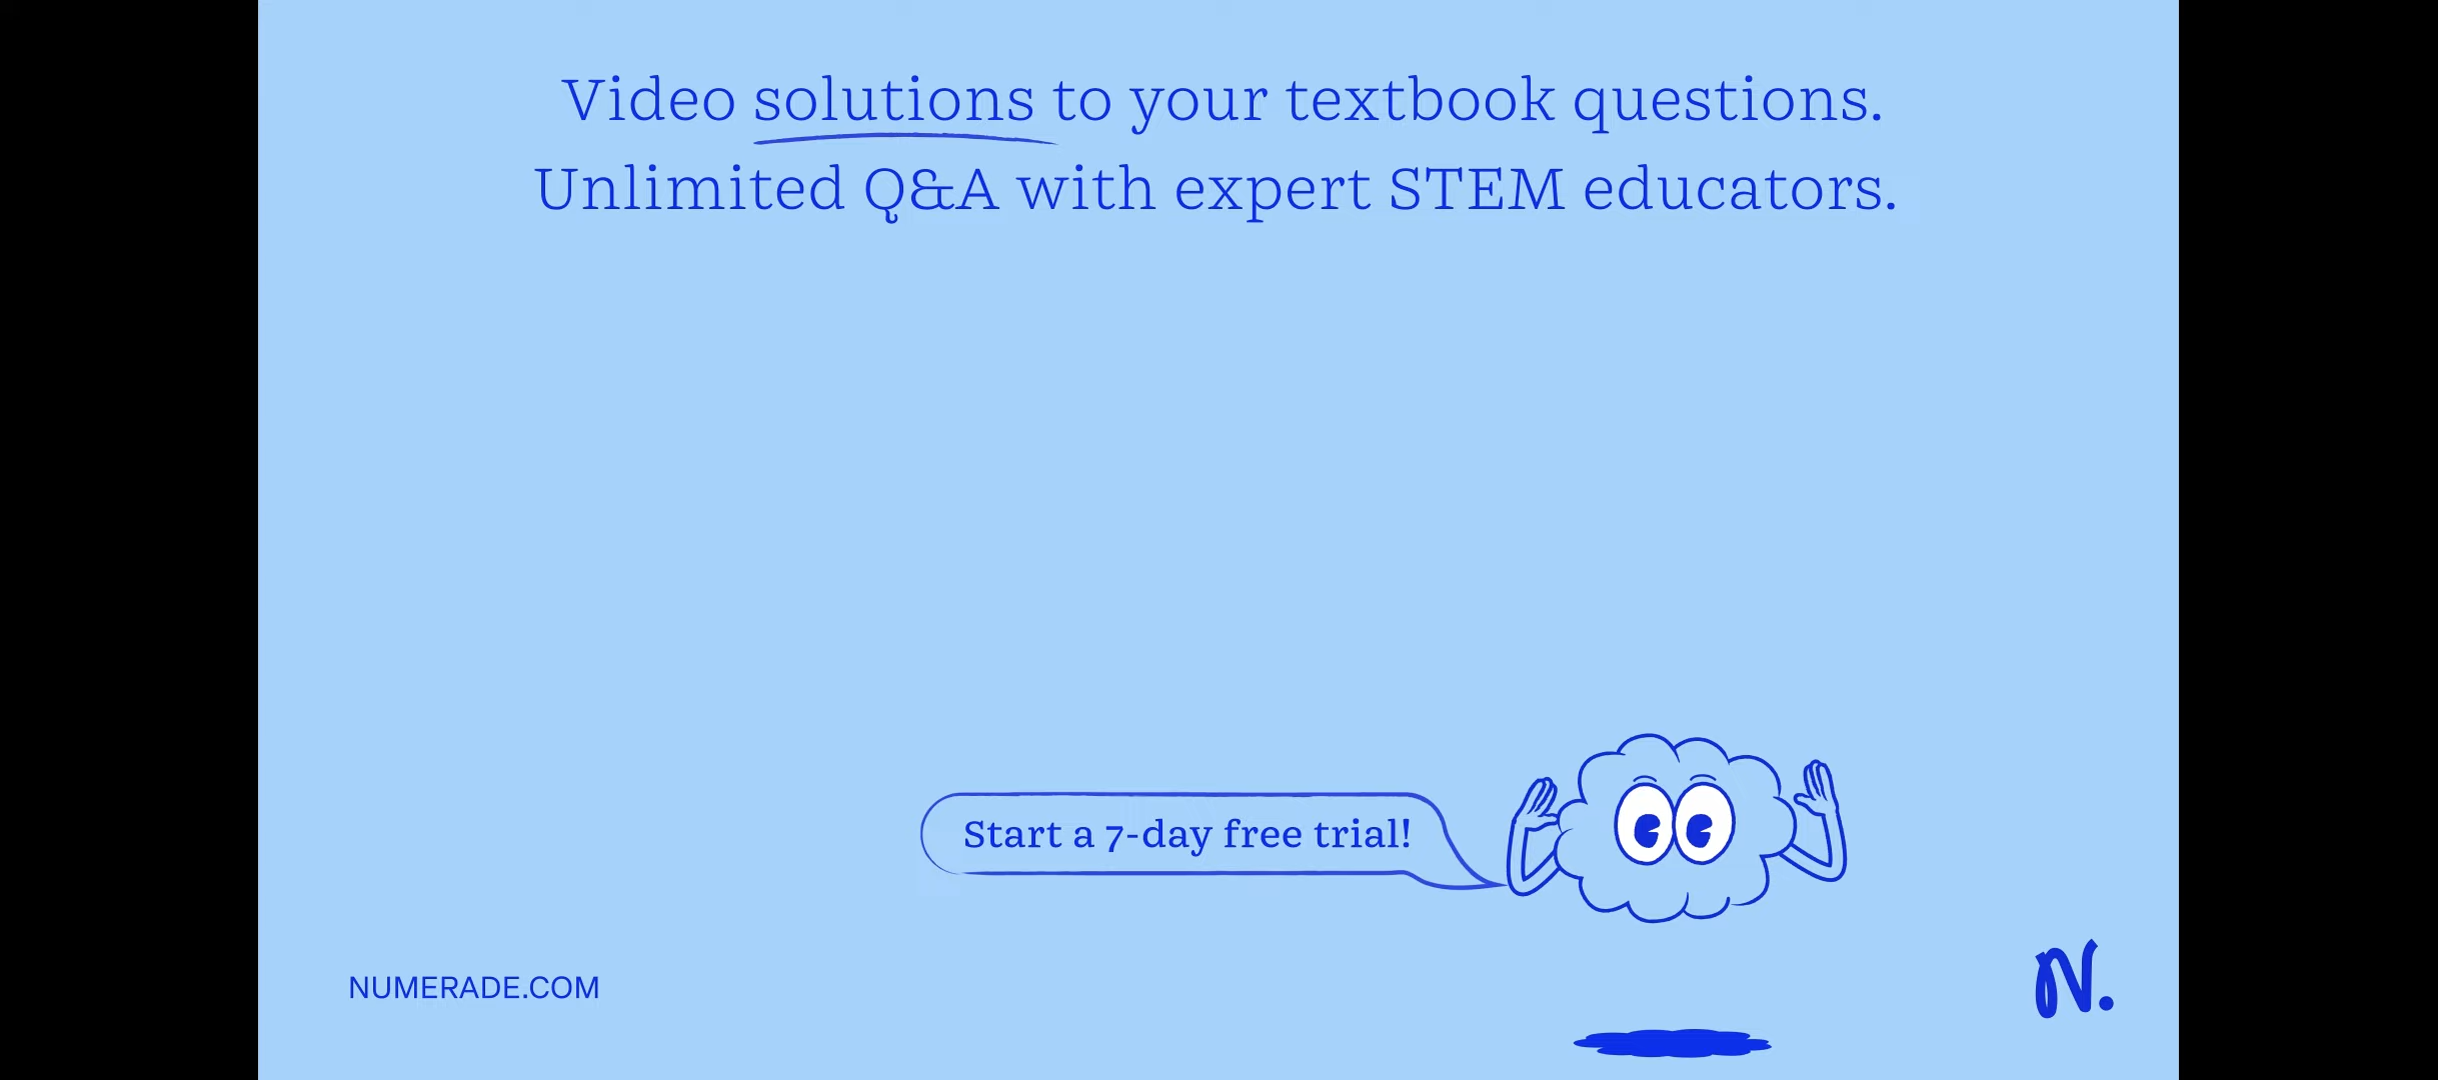 Video solutions to your textbook questions.
Unlimited Q&A with expert STEM educators.
Start a 7-day free trial!
NUMERADE.COM
N.